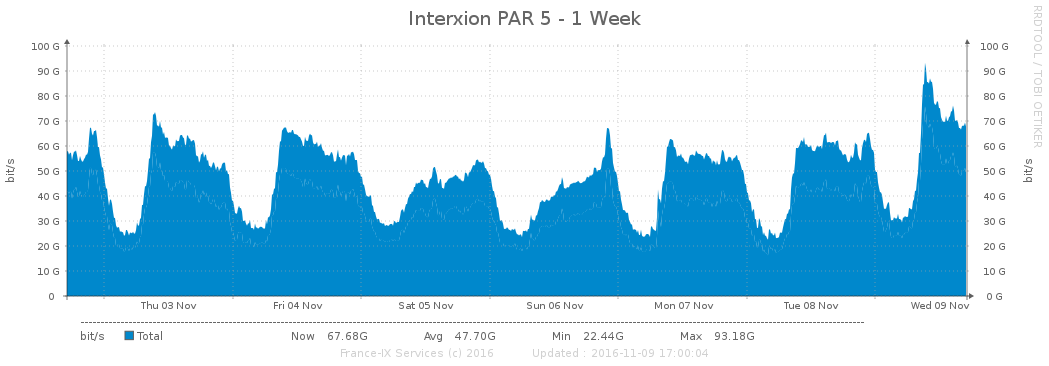 Interxion PAR 5 - 1 Week
RRDTOOL / TOBI OETIKER
bit/s
100 G 100 G
90 G 90 G
80 G 80 G
70 G 70 G
60 G 60 G
50 G 50 G
40 G 40 G
30 G 30 G
20 G 20 G
10 G 10 G
0 0 G
bit/s
Thu 03 Nov Fri 04 Nov Sat 05 Nov Sun 06 Nov Mon 07 Nov Tue 08 Nov Wed 09 Nov
bit/s Total Now 67.68G Avg 47.70G Min 22.44G Max 93.18G
France-IX Services (c) 2016 Updated : 2016-11-09 17:00:04